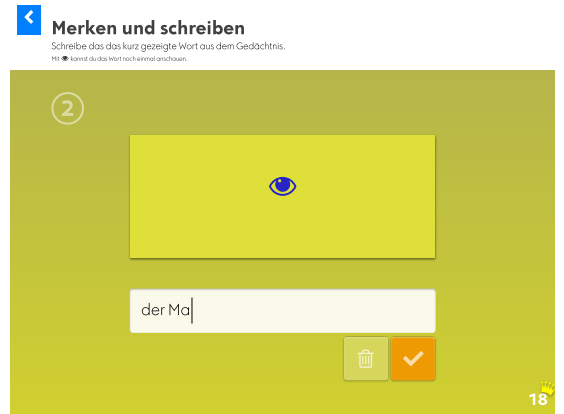 Merken und schreiben
Schreibe das das kurz gezeigte Wort aus dem Gedächtnis.
Mit kannst du das Wort noch einmal anschauen.
2
der Ma
18